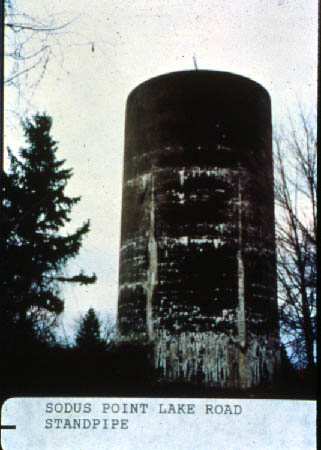 SODUS POINT LAKE ROAD
STANDPIPE